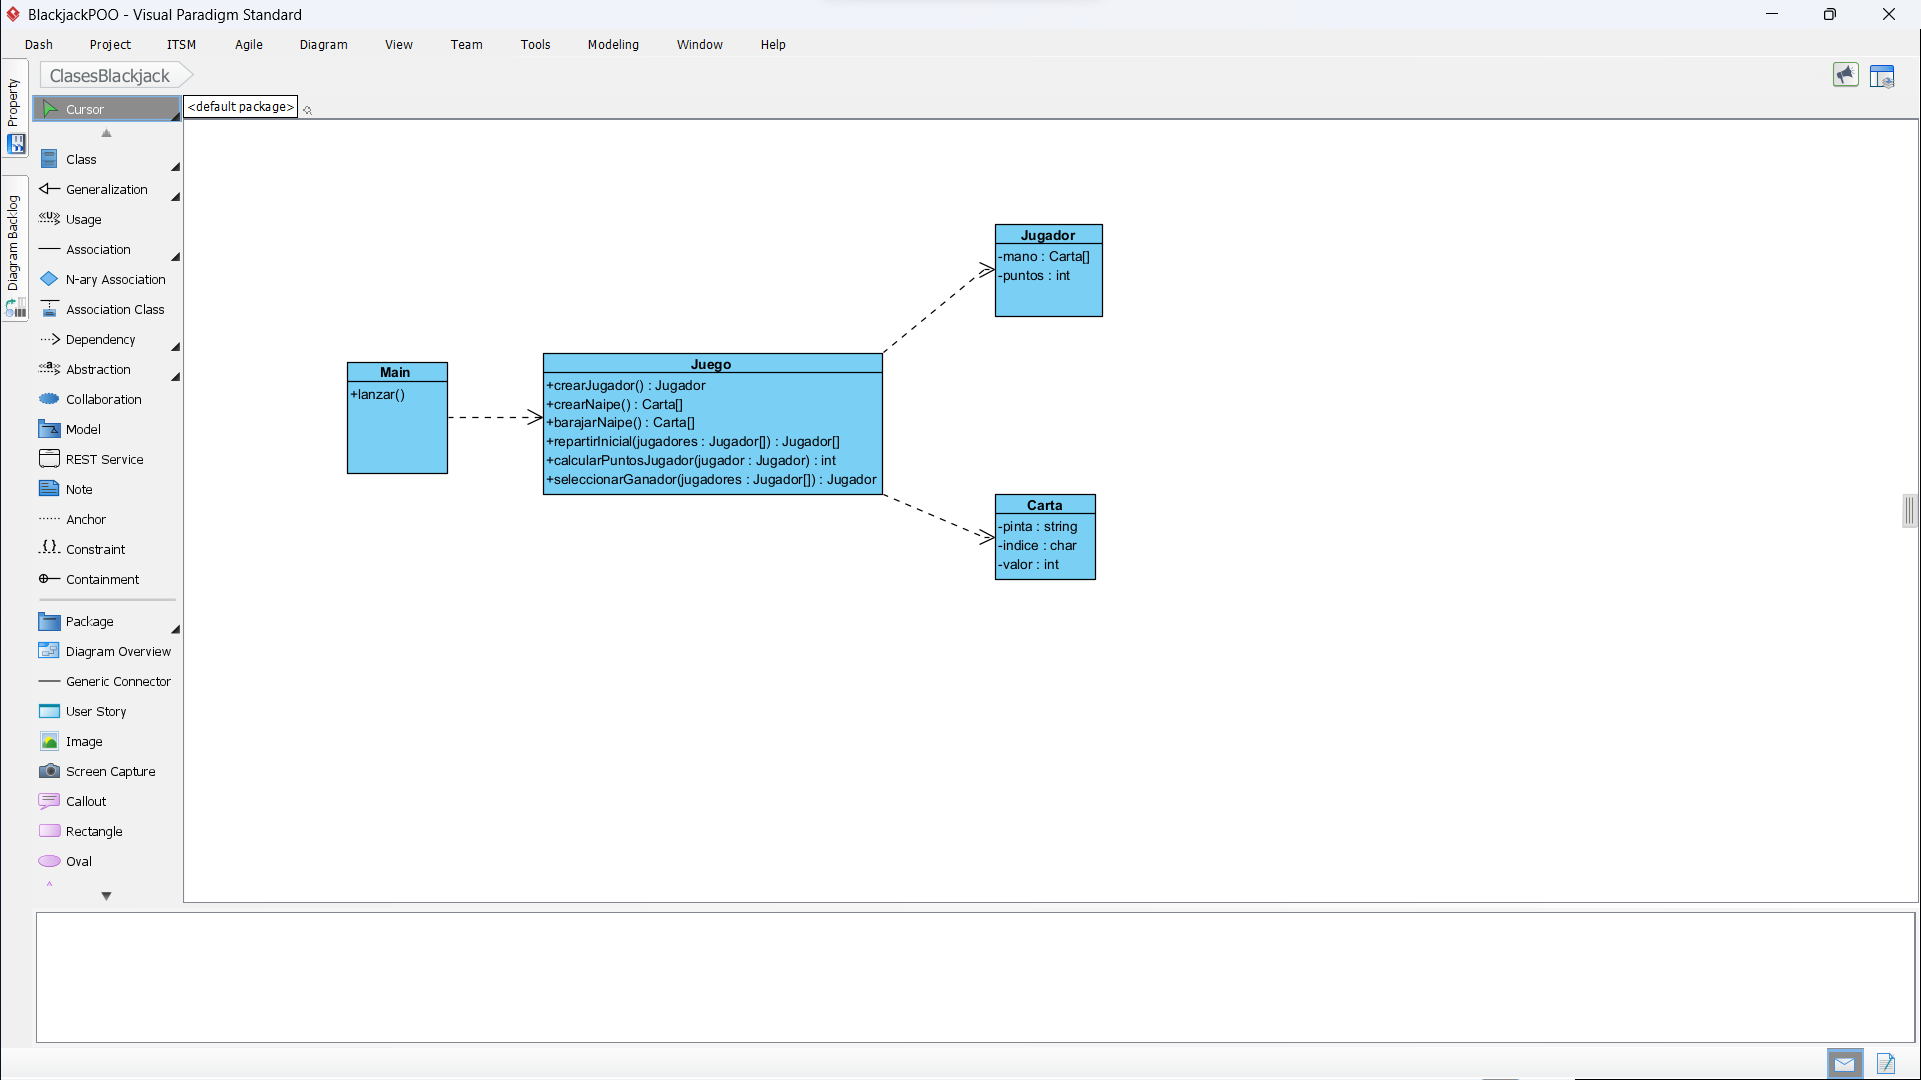 BlackjackPOO - Visual Paradigm Standard
Dash Project ITSM Agile Diagram View Team Tools Modeling Window Help
ClasesBlackjack
Property
Diagram Backlog
Cursor
<default package>
Class
Generalization
<<U>> Usage
Association
N-ary Association
Association Class
Dependency
<<a>> Abstraction
Collaboration
Model
REST Service
Note
Anchor
{} Constraint
Containment
Package
Diagram Overview
Generic Connector
User Story
Image
Screen Capture
Callout
Rectangle
Oval
Main
+lanzar()
Juego
+crearJugador() : Jugador
+crearNaipe() : Carta[]
+barajarNaipe() : Carta[]
+repartirInicial(jugadores : Jugador[]) : Jugador[]
+calcularPuntosJugador(jugador : Jugador) : int
+seleccionarGanador(jugadores : Jugador[]) : Jugador
Jugador
-mano : Carta[]
-puntos : int
Carta
-pinta : string
-indice : char
-valor : int